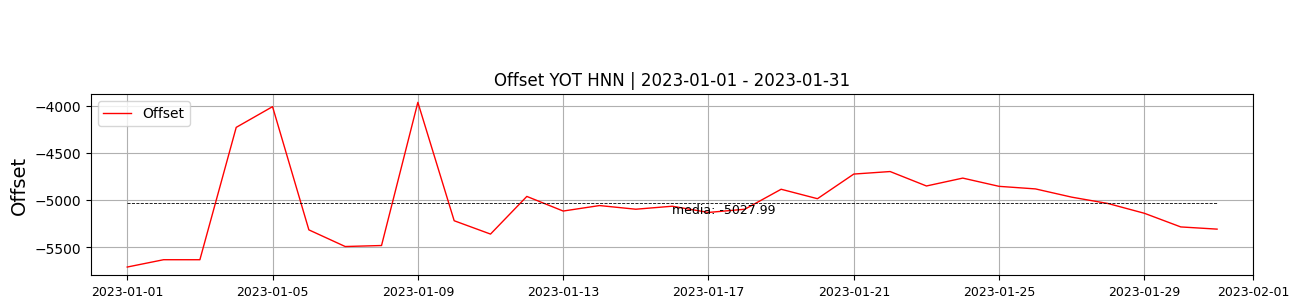 Offset YOT HNN | 2023-01-01 - 2023-01-31
Offset
Offset
−4000
−4500
−5000
−5500
media: -5027.99
2023-01-01 2023-01-05 2023-01-09 2023-01-13 2023-01-17 2023-01-21 2023-01-25 2023-01-29 2023-02-01